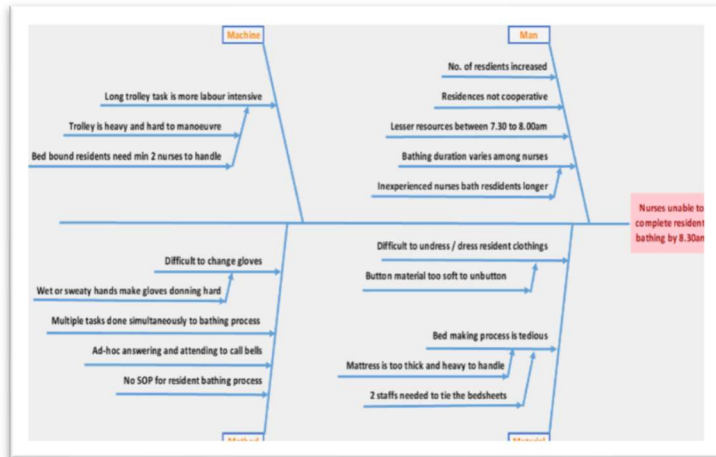 Machine
Man
No. of resdients increased
Long trolley task is more labour intensive
Residences not cooperative
Trolley is heavy and hard to manoeuvre
Lesser resources between 7.30 to 8.00am
Bed bound residents need min 2 nurses to handle
Bathing duration varies among nurses
Inexperienced nurses bath resdidents longer
Nurses unable to
complete resident
bathing by 8.30am
Difficult to change gloves
Difficult to undress / dress resident clothings
Wet or sweaty hands make gloves donning hard
Button material too soft to unbutton
Multiple tasks done simultaneously to bathing process
Bed making process is tedious
Ad-hoc answering and attending to call bells
Mattress is too thick and heavy to handle
No SOP for resident bathing process
2 staffs needed to tie the bedsheets
Method
Material